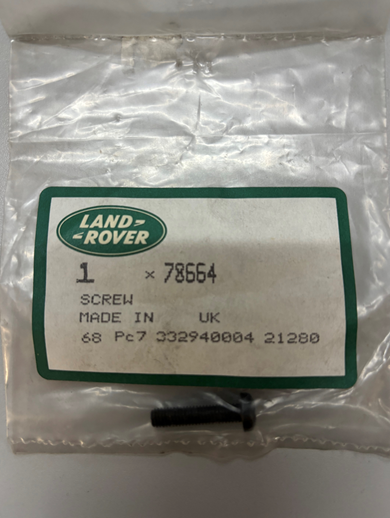 LAND-
-ROVER
1 × 78664
SCREW
MADE IN UK
68 Pc7 332940004 21280